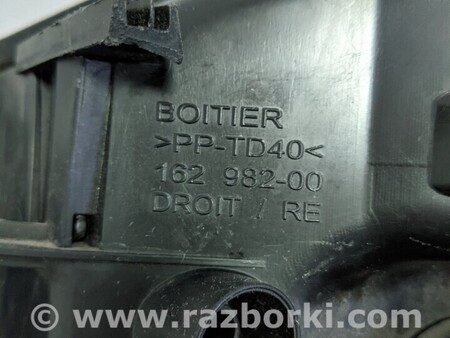 BOITIER
>PP-TD40<
162 982-00
DROIT / RE
www.razborki.com